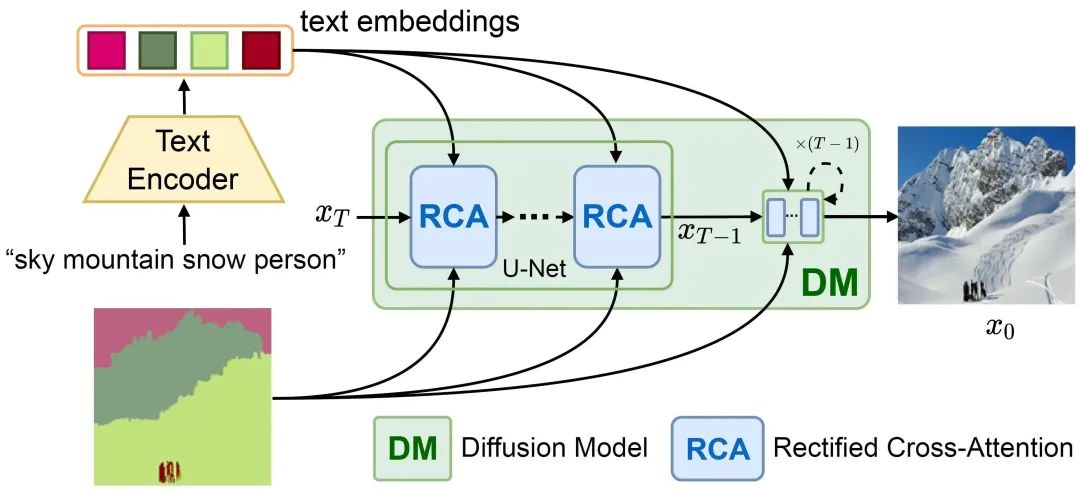 text embeddings
Text
Encoder
“sky mountain snow person”
x_T
RCA
RCA
U-Net
x_{T−1}
×(T − 1)
DM
x_0
DM Diffusion Model
RCA Rectified Cross-Attention